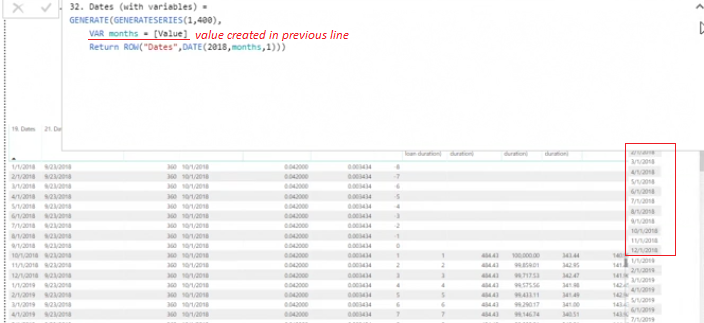 32. Dates (with variables) =
GENERATE(GENERATESERIES(1,400),
VAR months = [Value] value created in previous line
Return ROW("Dates",DATE(2018,months,1)))
19. Dates 21. Da
loan duration) duration) duration) duration)
2/1/2018
1/1/2018 9/23/2018 360 10/1/2018 0.042000 0.003434 -8 3/1/2018
2/1/2018 9/23/2018 360 10/1/2018 0.042000 0.003434 -7 4/1/2018
3/1/2018 9/23/2018 360 10/1/2018 0.042000 0.003434 -6 5/1/2018
4/1/2018 9/23/2018 360 10/1/2018 0.042000 0.003434 -5 6/1/2018
5/1/2018 9/23/2018 360 10/1/2018 0.042000 0.003434 -4 7/1/2018
6/1/2018 9/23/2018 360 10/1/2018 0.042000 0.003434 -3 8/1/2018
7/1/2018 9/23/2018 360 10/1/2018 0.042000 0.003434 -2 9/1/2018
8/1/2018 9/23/2018 360 10/1/2018 0.042000 0.003434 -1 10/1/2018
9/1/2018 9/23/2018 360 10/1/2018 0.042000 0.003434 0 11/1/2018
10/1/2018 9/23/2018 360 10/1/2018 0.042000 0.003434 1 1 484.43 100,000.00 343.44 12/1/2018
11/1/2018 9/23/2018 360 10/1/2018 0.042000 0.003434 2 2 484.43 99,859.01 342.95 1/1/2019
12/1/2018 9/23/2018 360 10/1/2018 0.042000 0.003434 3 3 484.43 99,717.53 342.47 2/1/2019
1/1/2019 9/23/2018 360 10/1/2018 0.042000 0.003434 4 4 484.43 99,575.56 341.98 3/1/2019
2/1/2019 9/23/2018 360 10/1/2018 0.042000 0.003434 5 5 484.43 99,433.11 341.49 4/1/2019
3/1/2019 9/23/2018 360 10/1/2018 0.042000 0.003434 6 6 484.43 99,290.17 341.00 5/1/2019
4/1/2019 9/23/2018 360 10/1/2018 0.042000 0.003434 7 7 484.43 99,146.74 340.51 6/1/2019
7/1/2019